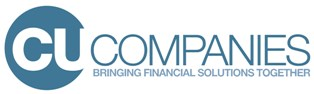 CU COMPANIES
BRINGING FINANCIAL SOLUTIONS TOGETHER